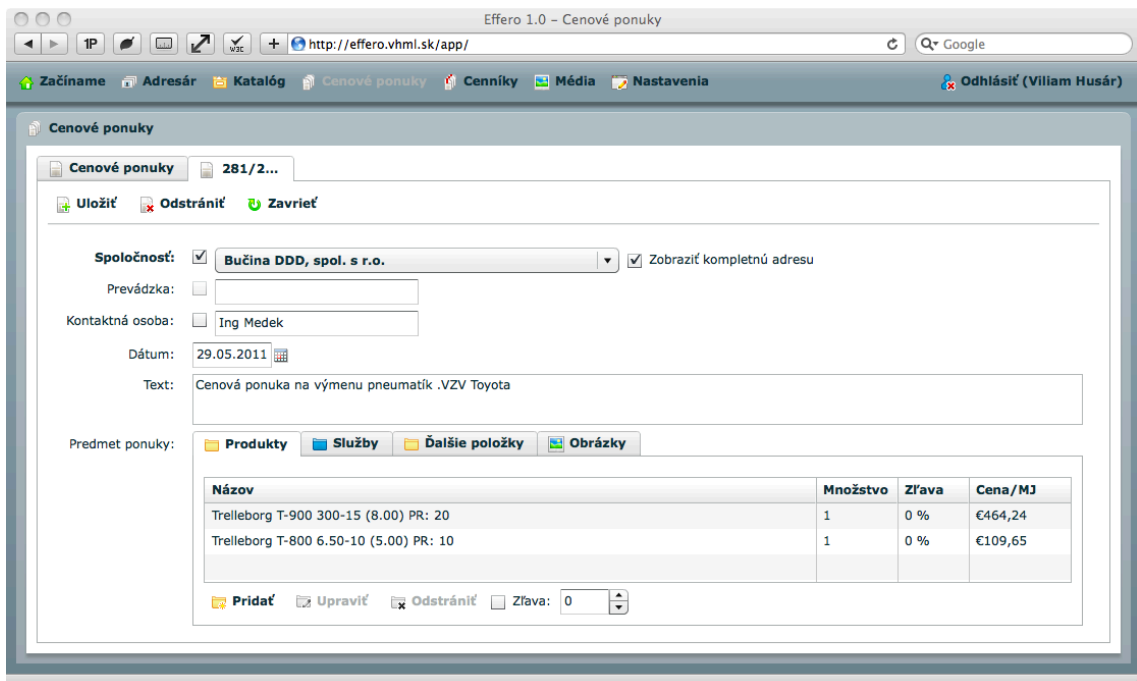 Effero 1.0 – Cenové ponuky
1P W3C + http://effero.vhml.sk/app/ Google
Začíname Adresár Katalóg Cenové ponuky Cenníky Média Nastavenia Odhlásiť (Viliam Husár)
Cenové ponuky
Cenové ponuky 281/2...
Uložiť Odstrániť Zavrieť
Spoločnosť: Bučina DDD, spol. s r.o. Zobraziť kompletnú adresu
Prevádzka:
Kontaktná osoba: Ing Medek
Dátum: 29.05.2011
Text: Cenová ponuka na výmenu pneumatík .VZV Toyota
Predmet ponuky: Produkty Služby Ďalšie položky Obrázky
Názov Množstvo Zľava Cena/MJ
Trelleborg T-900 300-15 (8.00) PR: 20 1 0 % €464,24
Trelleborg T-800 6.50-10 (5.00) PR: 10 1 0 % €109,65
Pridať Upraviť Odstrániť Zľava: 0